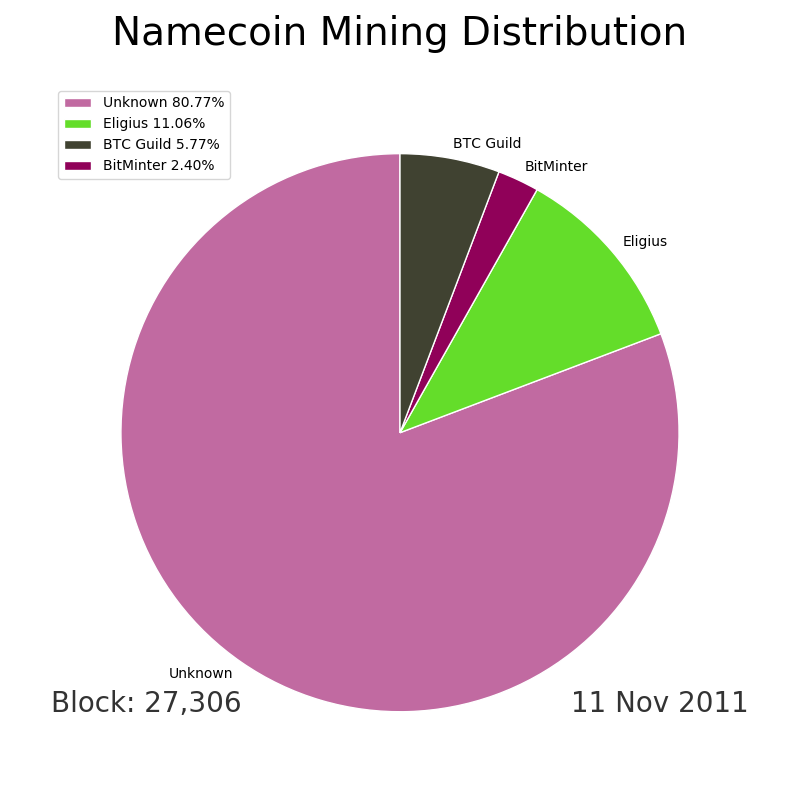 Namecoin Mining Distribution
Unknown 80.77%
Eligius 11.06%
BTC Guild 5.77%
BitMinter 2.40%
BTC Guild
BitMinter
Eligius
Unknown
Block: 27,306
11 Nov 2011